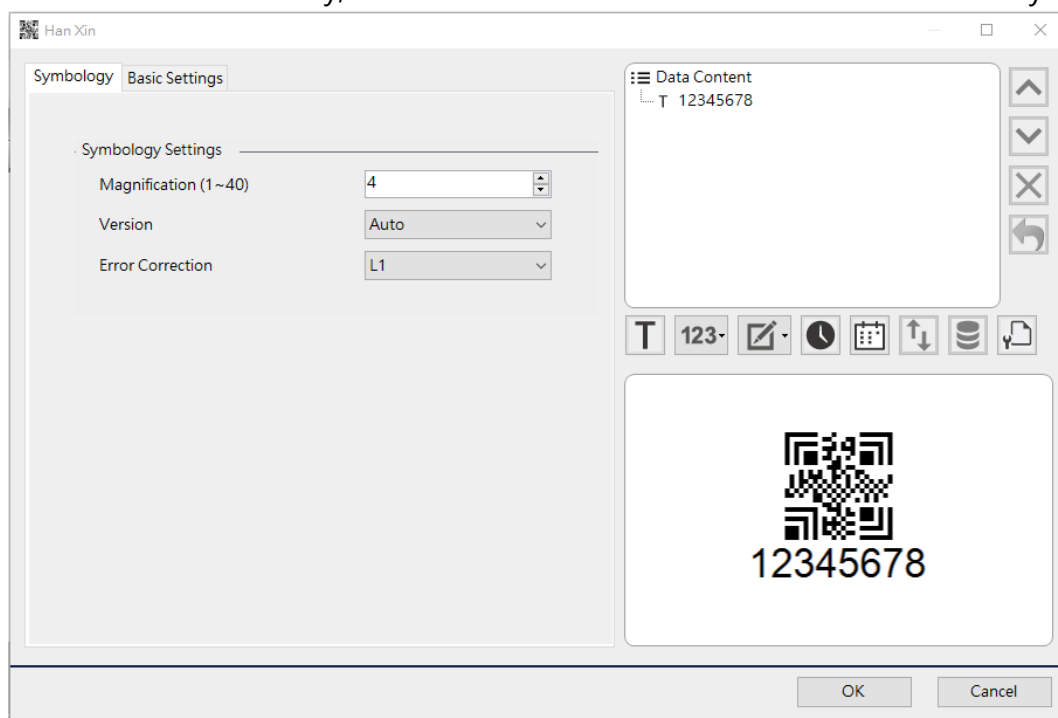 Han Xin
Symbology Basic Settings
Symbology Settings
Magnification (1~40) 4
Version Auto
Error Correction L1
Data Content
T 12345678
T 123
12345678
OK Cancel